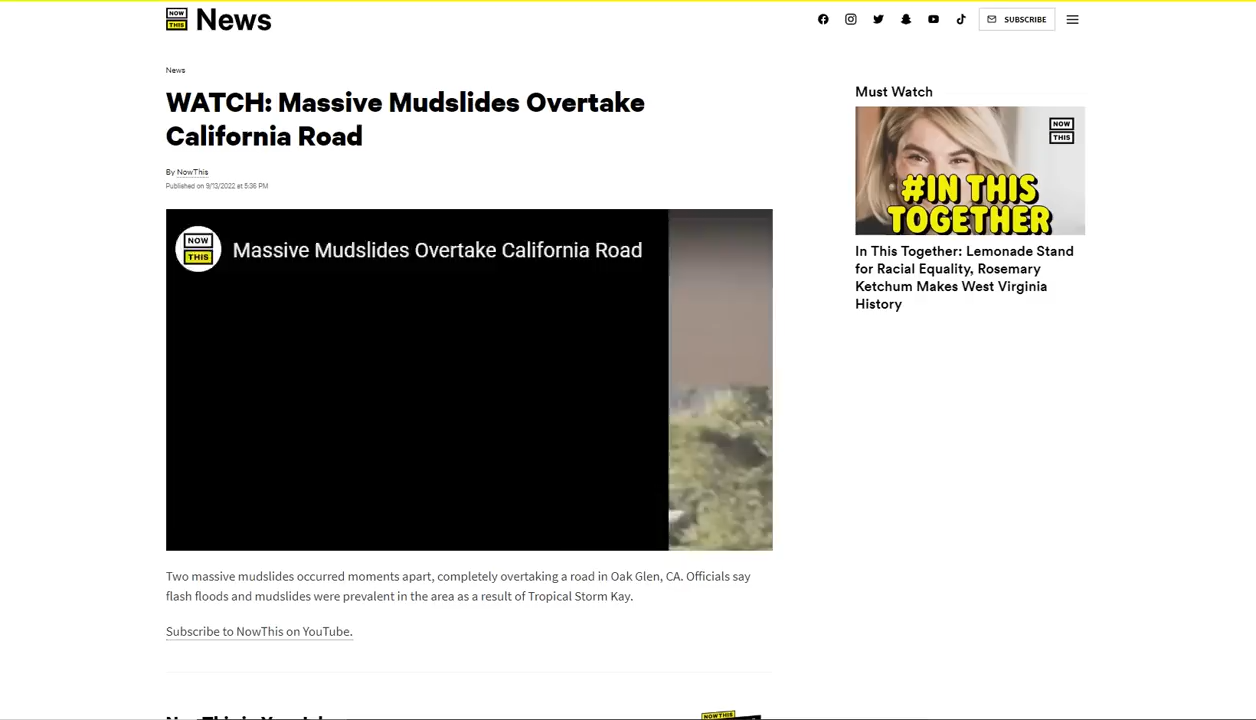 NOW
THIS
News
SUBSCRIBE
News
WATCH: Massive Mudslides Overtake
California Road
By NowThis
Published on 9/13/2022 at 5:36 PM
NOW
THIS
Massive Mudslides Overtake California Road
Two massive mudslides occurred moments apart, completely overtaking a road in Oak Glen, CA. Officials say
flash floods and mudslides were prevalent in the area as a result of Tropical Storm Kay.
Subscribe to NowThis on YouTube.
Must Watch
NOW
THIS
#IN THIS
TOGETHER
In This Together: Lemonade Stand
for Racial Equality, Rosemary
Ketchum Makes West Virginia
History
NOWTHIS